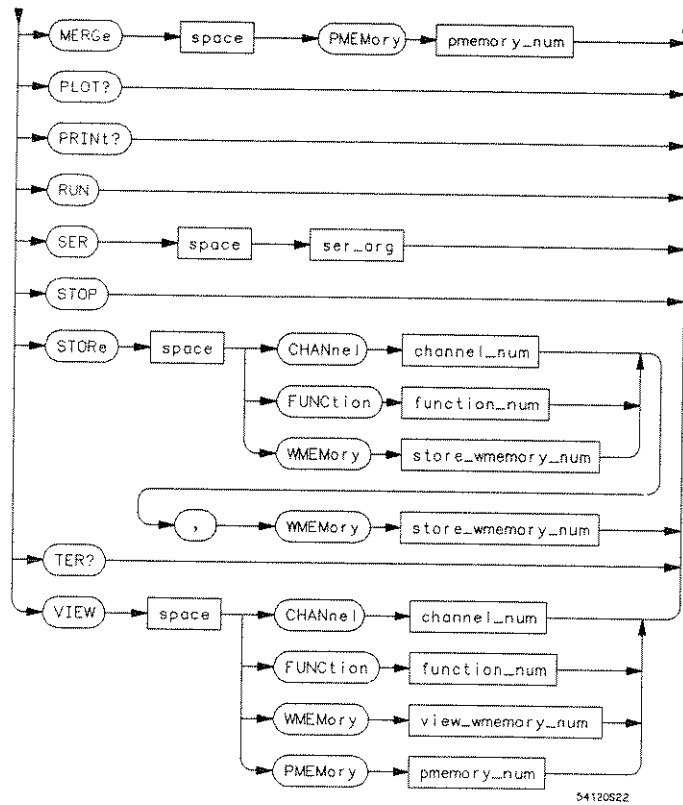 MERGe space PMEMory pmemory_num
PLOT?
PRINt?
RUN
SER space ser_arg
STOP
STORe space CHANnel channel_num
FUNCtion function_num
WMEMory store_wmemory_num
, WMEMory store_wmemory_num
TER?
VIEW space CHANnel channel_num
FUNCtion function_num
WMEMory view_wmemory_num
PMEMory pmemory_num
54120S22